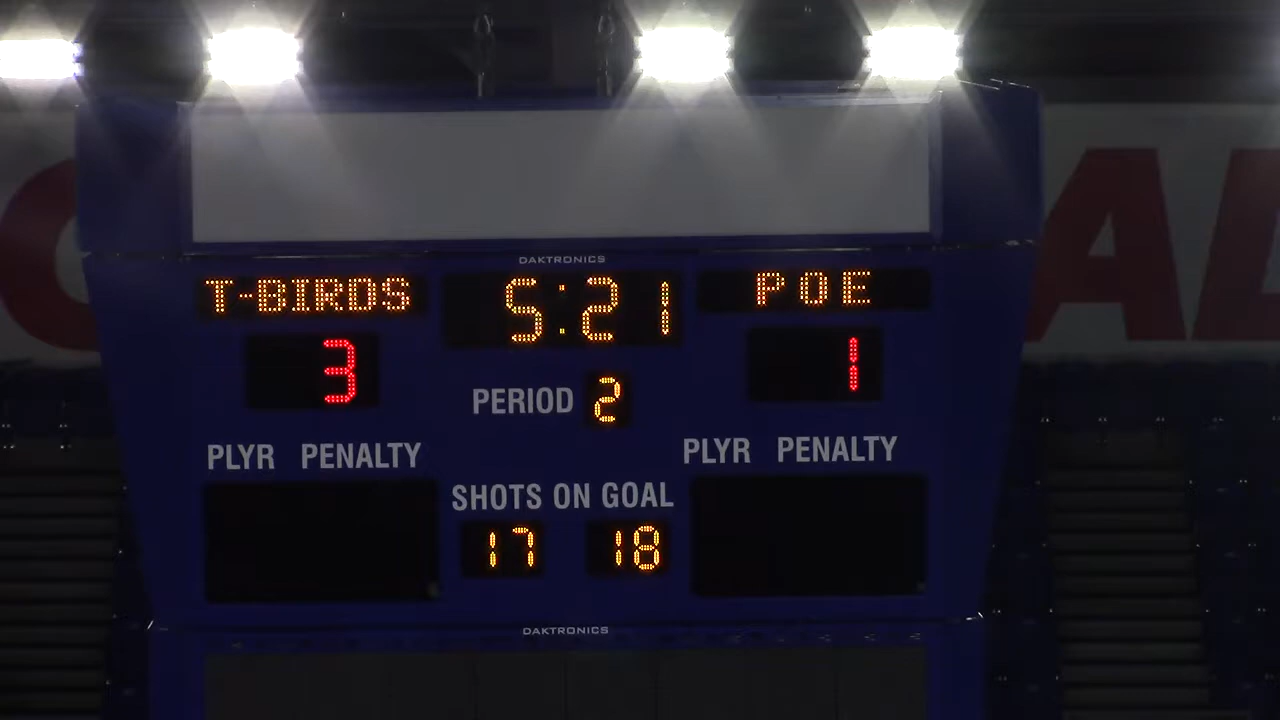 DAKTRONICS
T-BIRDS 5:21 POE
3 1
PERIOD 2
PLYR PENALTY PLYR PENALTY
SHOTS ON GOAL
17 18
DAKTRONICS